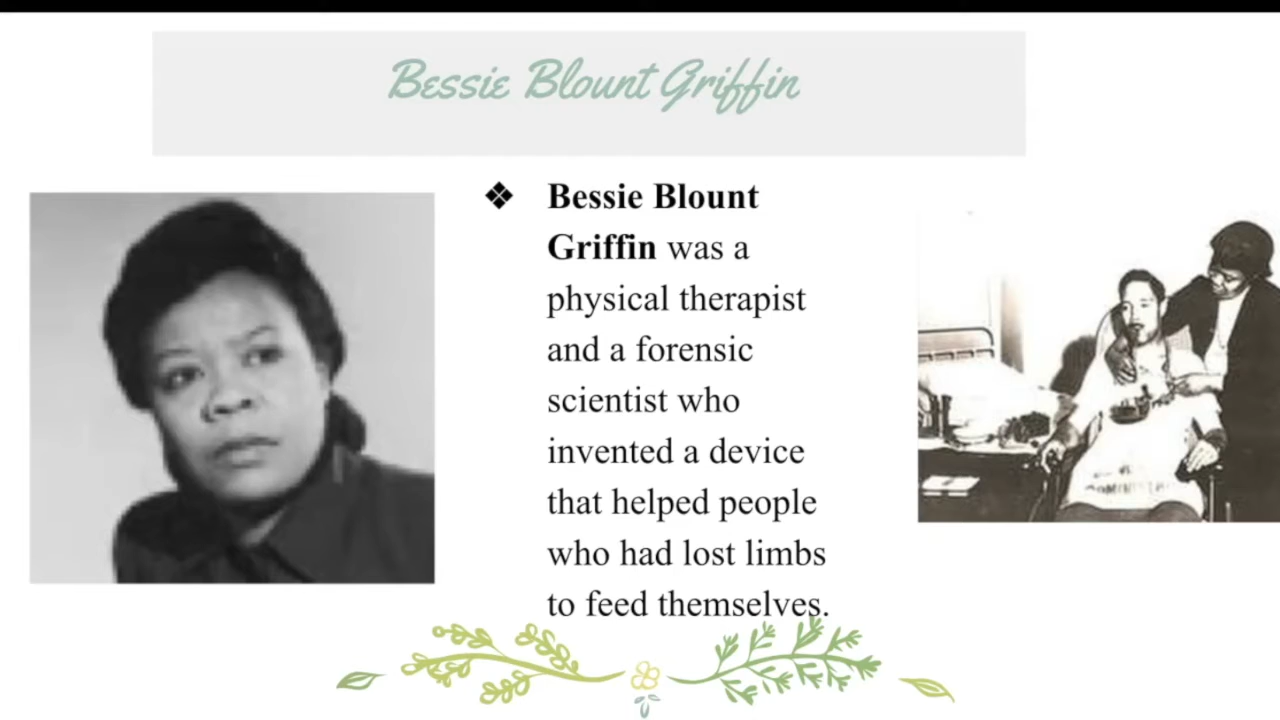 Bessie Blount Griffin
❖ Bessie Blount
Griffin was a
physical therapist
and a forensic
scientist who
invented a device
that helped people
who had lost limbs
to feed themselves.